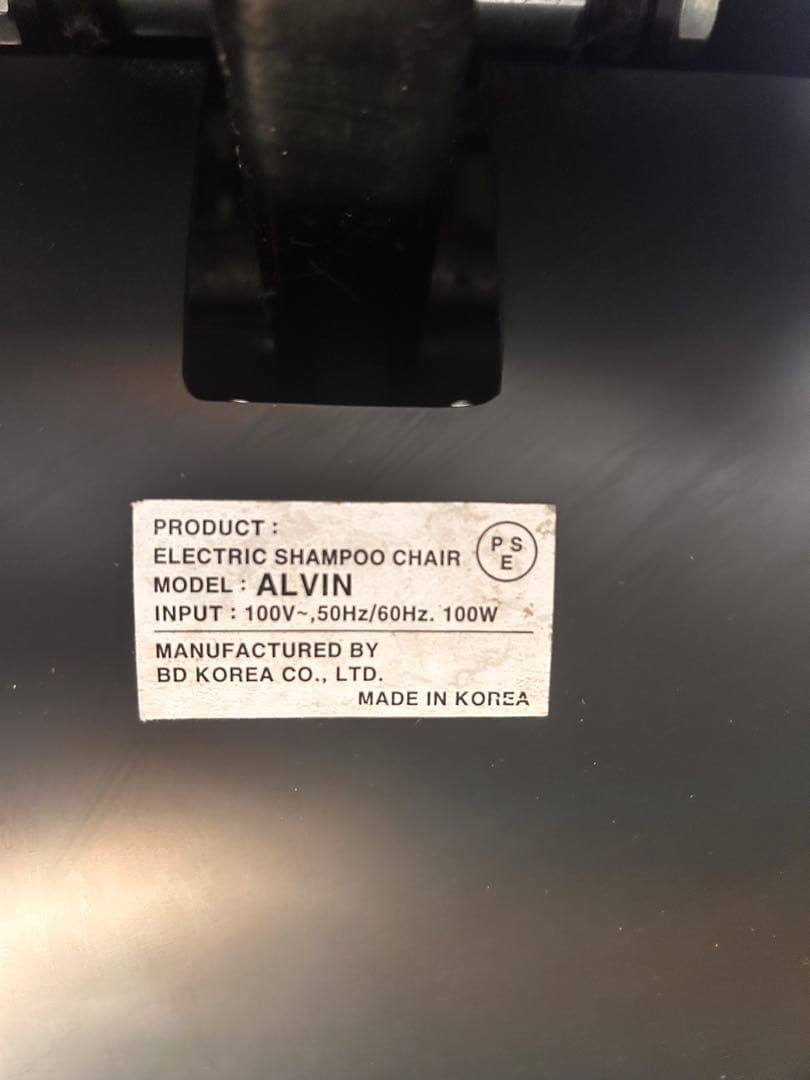 PRODUCT :
ELECTRIC SHAMPOO CHAIR
P S
E
MODEL : ALVIN
INPUT : 100V~,50Hz/60Hz. 100W
MANUFACTURED BY
BD KOREA CO., LTD.
MADE IN KOREA